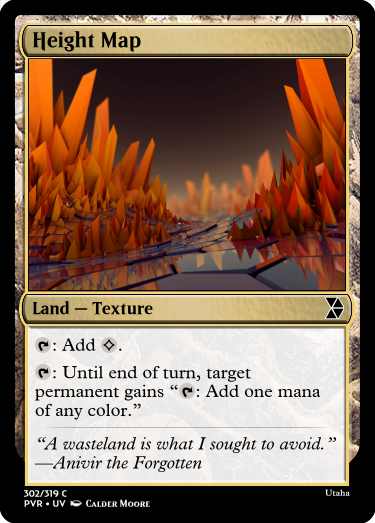 Height Map
Land — Texture
: Add .
: Until end of turn, target
permanent gains “: Add one mana
of any color.”
“A wasteland is what I sought to avoid.”
—Anivir the Forgotten
302/319 C
PVR • UV Calder Moore
Utaha